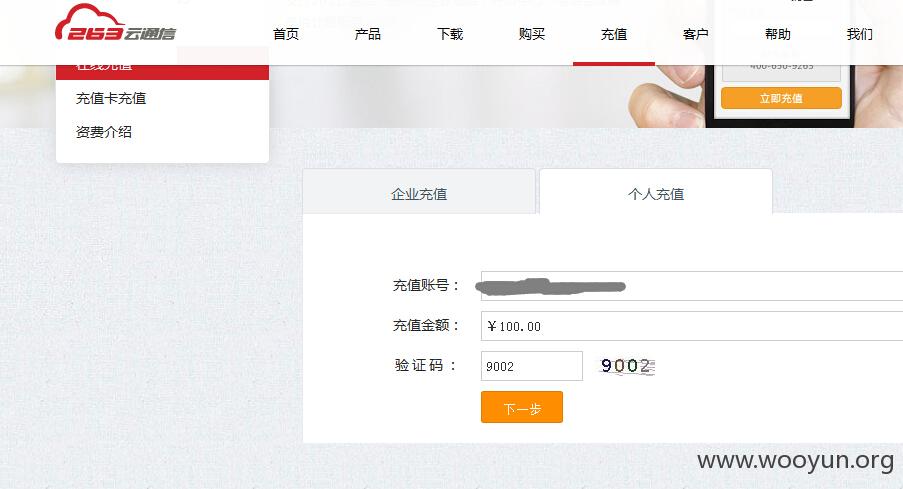 263云通信
首页 产品 下载 购买 充值 客户 帮助 我们
在线充值
400-650-9263
立即充值
充值卡充值
资费介绍
企业充值 个人充值
充值账号：
充值金额： ￥100.00
验证码： 9002 9002
下一步
www.wooyun.org